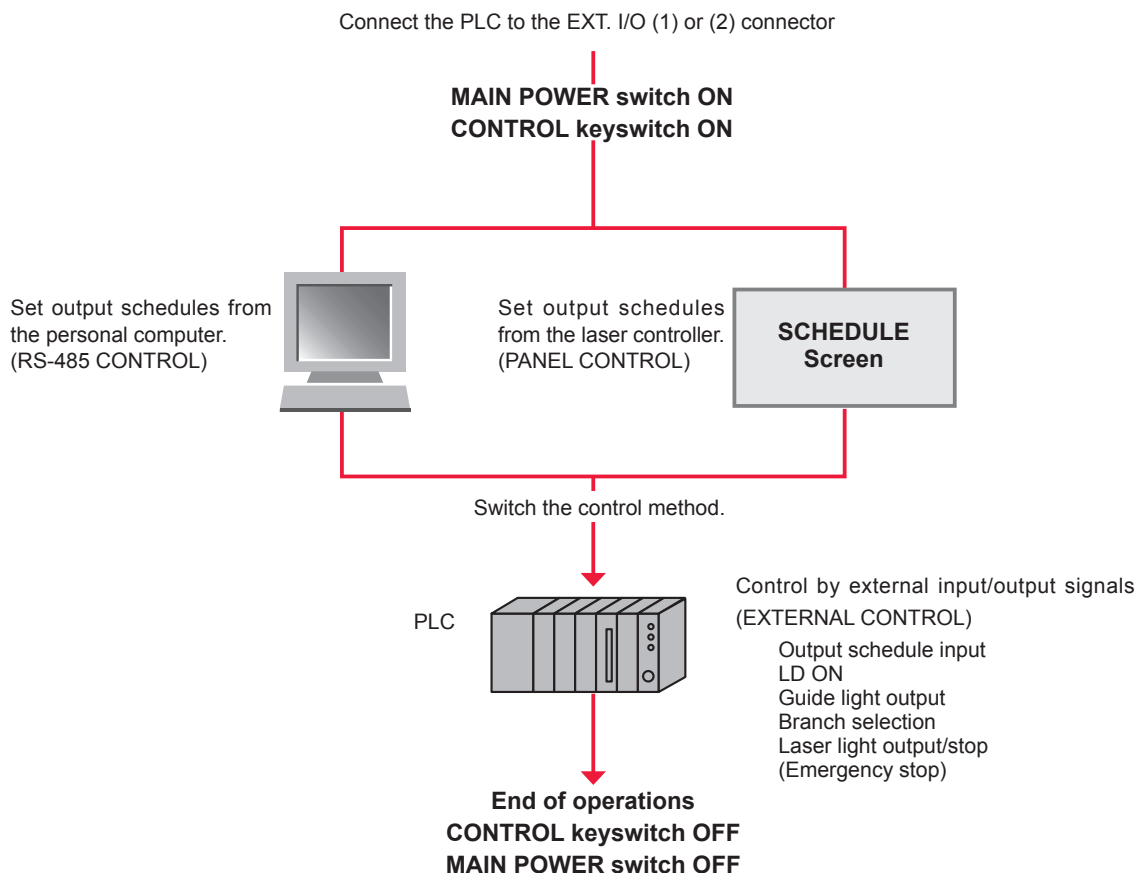 Connect the PLC to the EXT. I/O (1) or (2) connector
MAIN POWER switch ON
CONTROL keyswitch ON
Set output schedules from
the personal computer.
(RS-485 CONTROL)
Set output schedules
from the laser controller.
(PANEL CONTROL)
SCHEDULE
Screen
Switch the control method.
PLC
Control by external input/output signals
(EXTERNAL CONTROL)
Output schedule input
LD ON
Guide light output
Branch selection
Laser light output/stop
(Emergency stop)
End of operations
CONTROL keyswitch OFF
MAIN POWER switch OFF